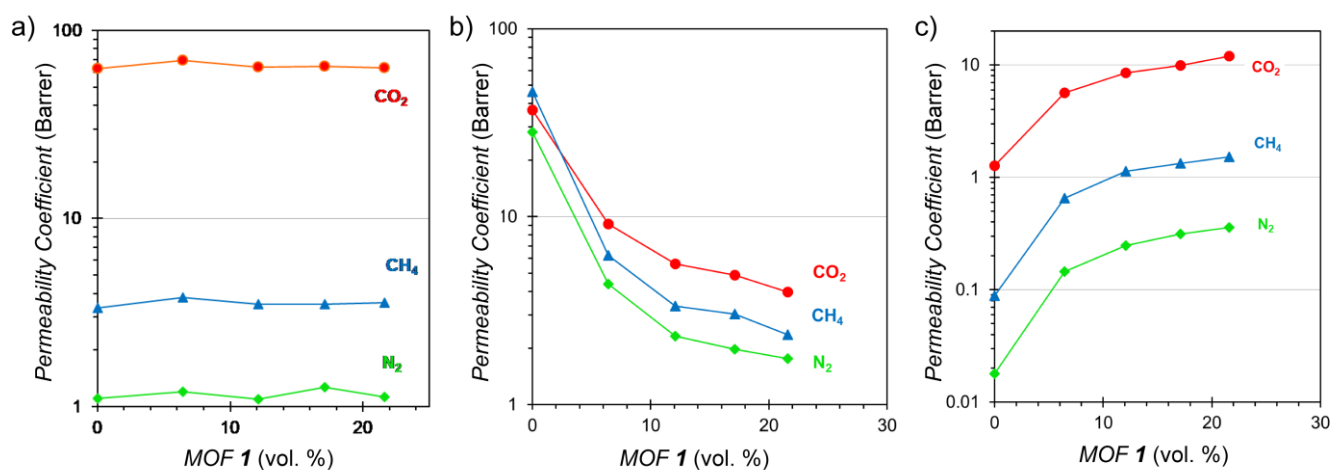 a)
100
10
1
Permeability Coefficient (Barrer)
CO₂
CH₄
N₂
0 10 20
MOF 1 (vol. %)
b)
100
10
1
Permeability Coefficient (Barrer)
CO₂
CH₄
N₂
0 10 20 30
MOF 1 (vol. %)
c)
10
1
0.1
0.01
Permeability Coefficient (Barrer)
CO₂
CH₄
N₂
0 10 20 30
MOF 1 (vol. %)